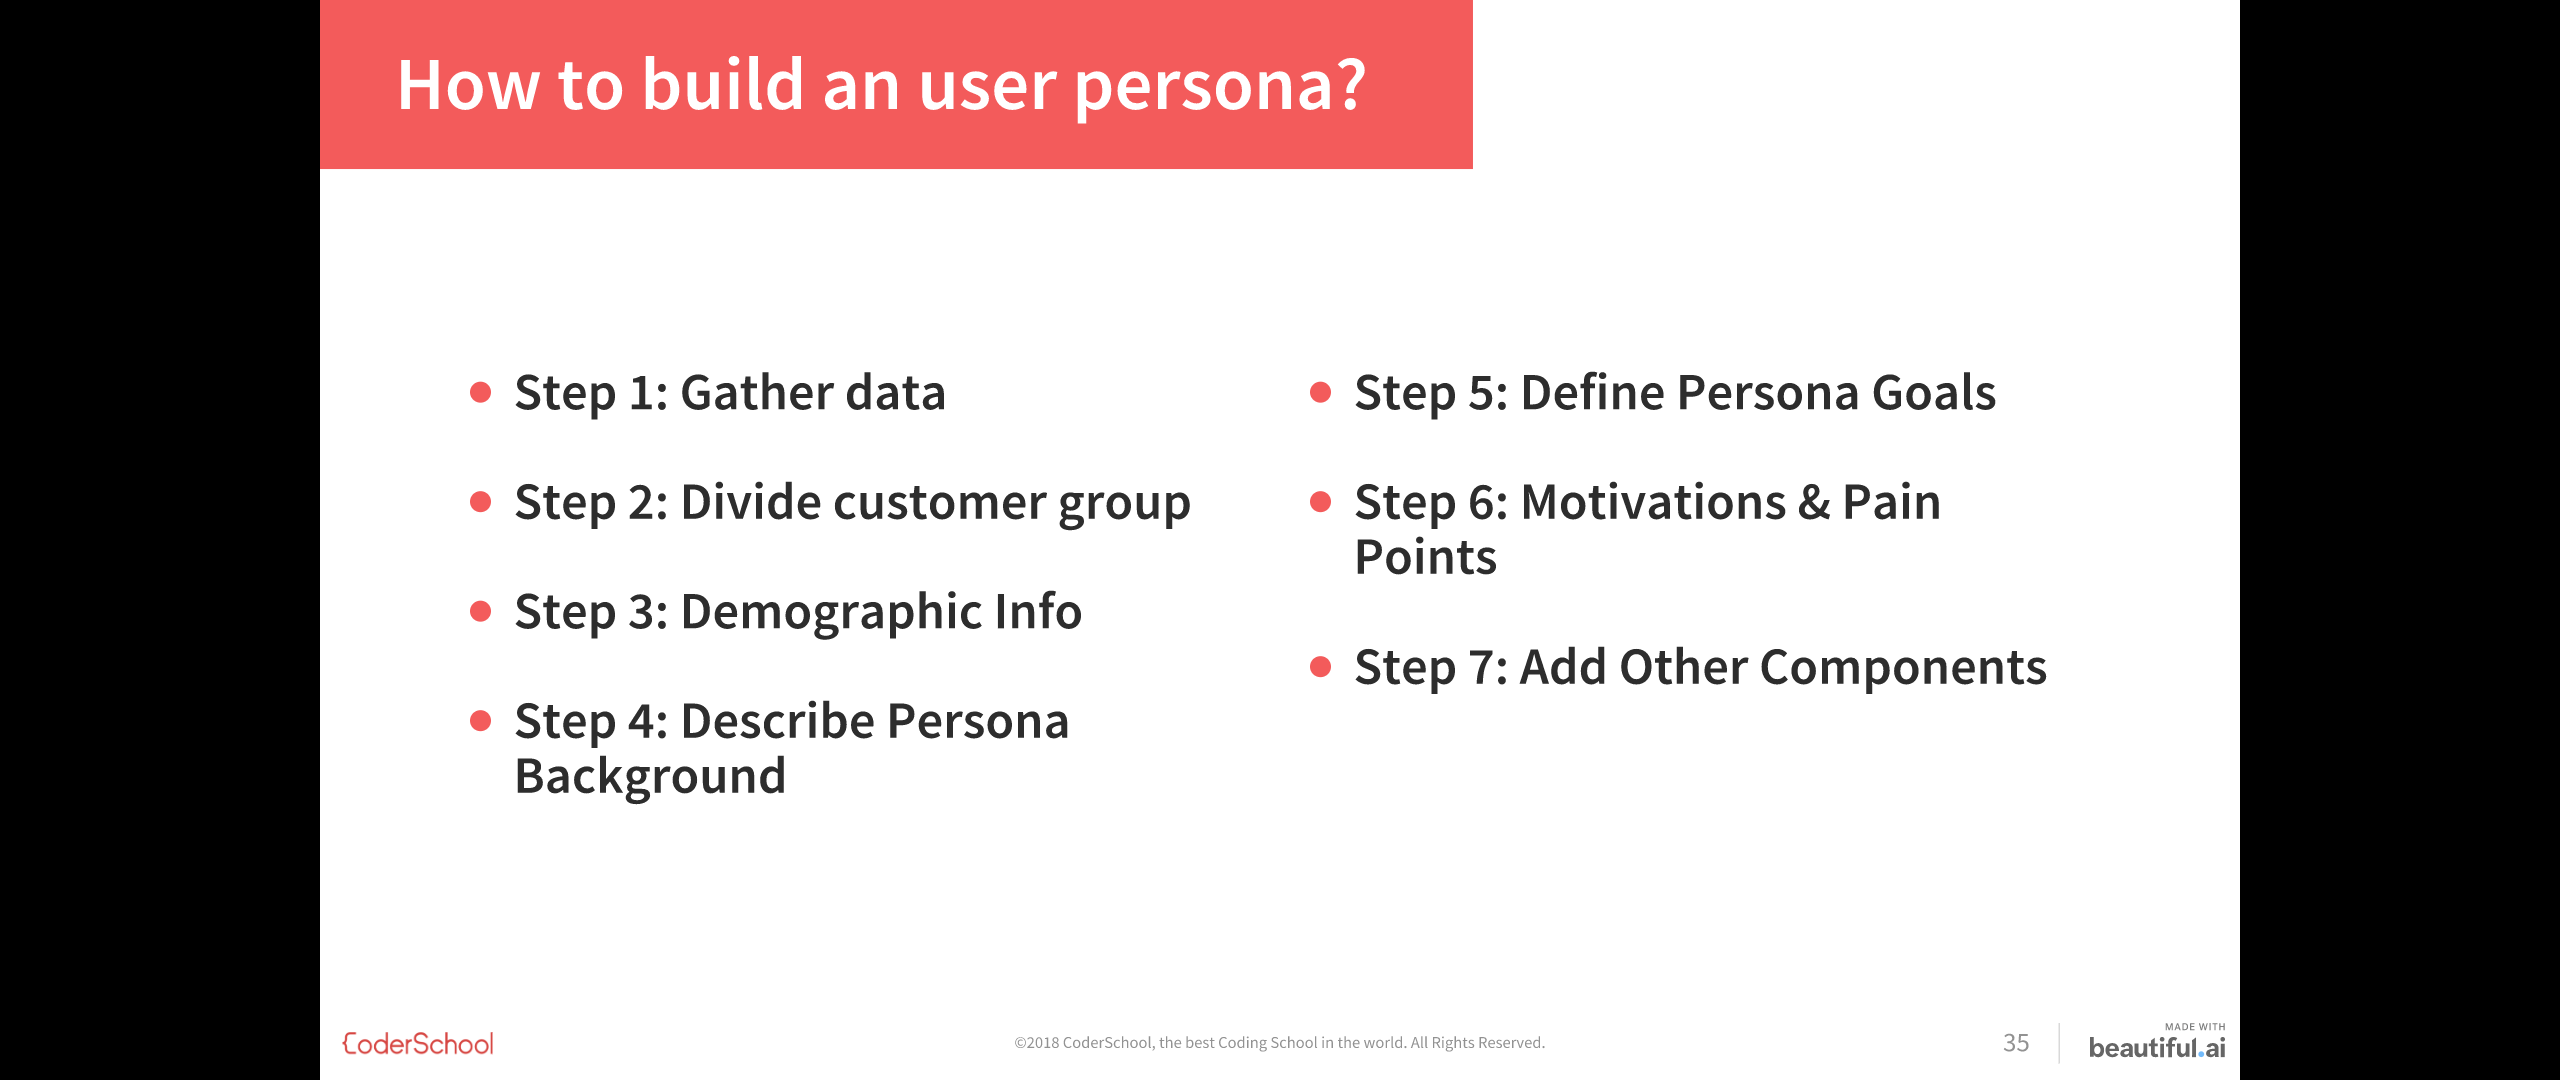 How to build an user persona?
Step 1: Gather data
Step 2: Divide customer group
Step 3: Demographic Info
Step 4: Describe Persona
Background
Step 5: Define Persona Goals
Step 6: Motivations & Pain
Points
Step 7: Add Other Components
CoderSchool
©2018 CoderSchool, the best Coding School in the world. All Rights Reserved.
35
MADE WITH
beautiful.ai